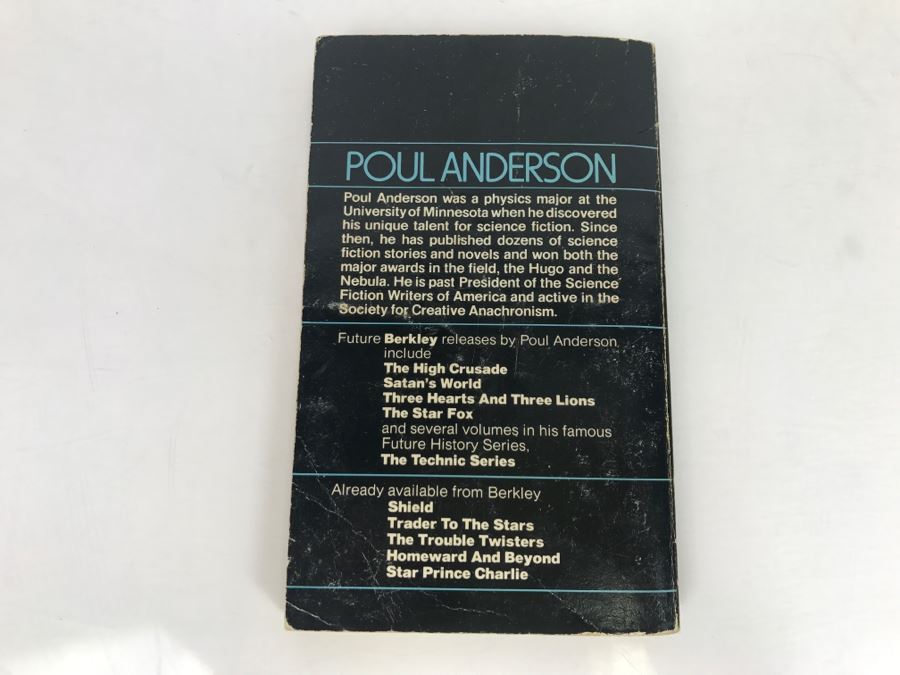 POUL ANDERSON
Poul Anderson was a physics major at the
University of Minnesota when he discovered
his unique talent for science fiction. Since
then, he has published dozens of science
fiction stories and novels and won both the
major awards in the field, the Hugo and the
Nebula. He is past President of the Science
Fiction Writers of America and active in the
Society for Creative Anachronism.
Future Berkley releases by Poul Anderson
include
The High Crusade
Satan's World
Three Hearts And Three Lions
The Star Fox
and several volumes in his famous
Future History Series,
The Technic Series
Already available from Berkley
Shield
Trader To The Stars
The Trouble Twisters
Homeward And Beyond
Star Prince Charlie